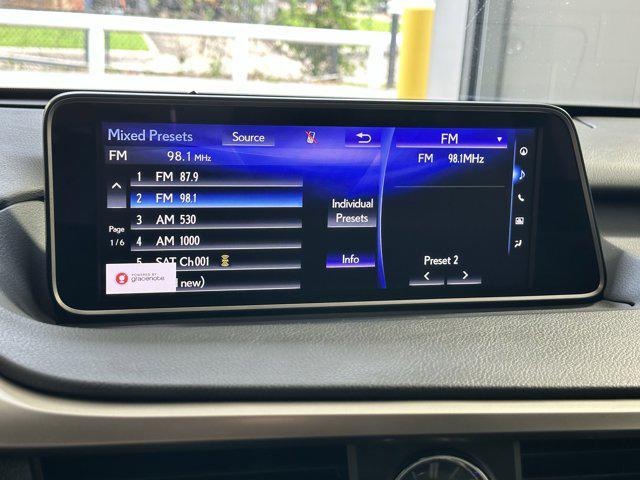 Mixed Presets
Source
FM 98.1 MHz
1 FM 87.9
2 FM 98.1
3 AM 530
4 AM 1000
5 SAT Ch 001
new)
Page
1/6
POWERED BY
gracenote
Individual
Presets
Info
FM
FM 98.1MHz
Preset 2